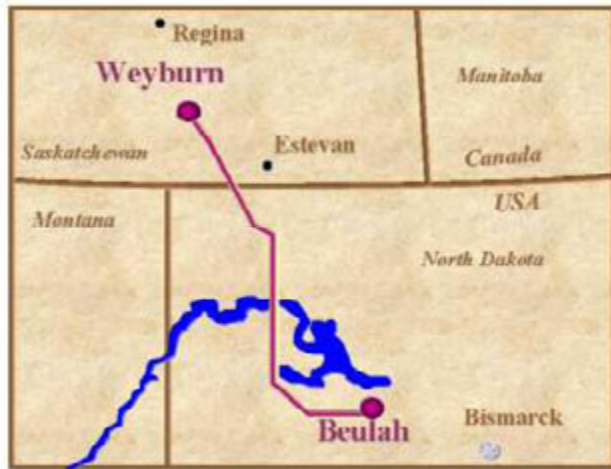 Regina
Weyburn
Manitoba
Estevan
Saskatchewan
Canada
USA
Montana
North Dakota
Beulah
Bismarck